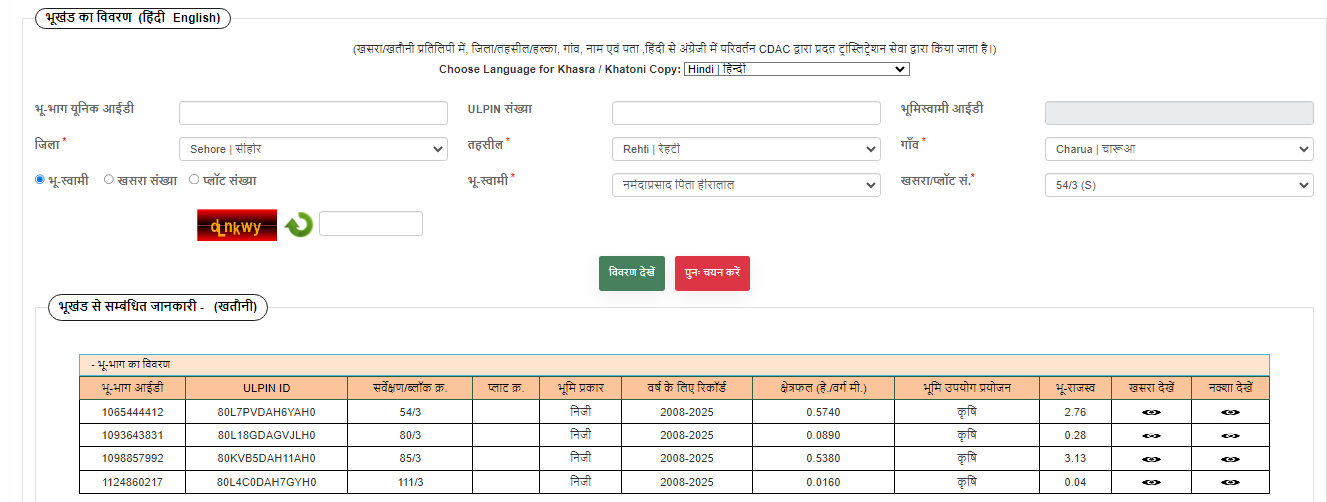 भूखंड का विवरण (हिंदी English)
(खसरा/खतौनी प्रतिलिपी में, जिला/तहसील/हल्का, गांव, नाम एवं पता ,हिंदी से अंग्रेजी में परिवर्तन CDAC द्वारा प्रदत ट्रांस्लिट्रेशन सेवा द्वारा किया जाता है।)
Choose Language for Khasra / Khatoni Copy: Hindi | हिन्दी
भू-भाग यूनिक आईडी ULPIN संख्या भूमिस्वामी आईडी
जिला * Sehore | सीहोर तहसील * Rehti | रेहटी गाँव * Charua | चारूआ
भू-स्वामी खसरा संख्या प्लॉट संख्या भू-स्वामी * नर्मदाप्रसाद पिता हीरालाल खसरा/प्लॉट सं.* 54/3 (S)
dLnkwy
विवरण देखें पुनः चयन करें
भूखंड से सम्बंधित जानकारी - (खतौनी)
- भू-भाग का विवरण
भू-भाग आईडी ULPIN ID सर्वेक्षण/ब्लॉक क्र. प्लाट क्र. भूमि प्रकार वर्ष के लिए रिकॉर्ड क्षेत्रफल (हे./वर्ग मी.) भूमि उपयोग प्रयोजन भू-राजस्व खसरा देखें नक्शा देखें
1065444412 80L7PVDAH6YAH0 54/3 निजी 2008-2025 0.5740 कृषि 2.76
1093643831 80L18GDAGVJLH0 80/3 निजी 2008-2025 0.0890 कृषि 0.28
1098857992 80KVB5DAH11AH0 85/3 निजी 2008-2025 0.5380 कृषि 3.13
1124860217 80L4C0DAH7GYH0 111/3 निजी 2008-2025 0.0160 कृषि 0.04